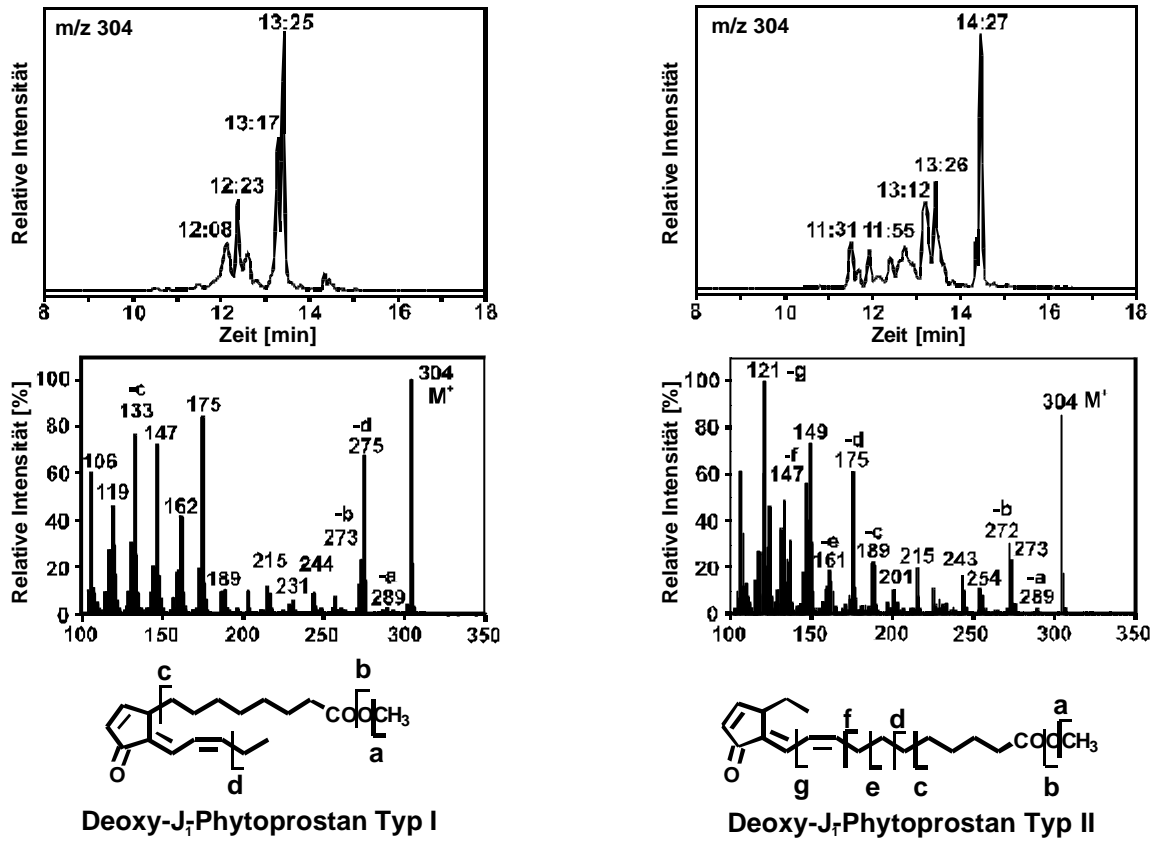 m/z 304
13:25
13:17
12:23
12:08
Relative Intensität
8 10 12 14 16 18
Zeit [min]
m/z 304
14:27
13:26
13:12
11:31 11:55
Relative Intensität
8 10 12 14 16 18
Zeit [min]
Relative Intensität [%]
100
80
60
40
20
0
-c
133
175
147
106
119
162
189
215
231
244
-b
273
-d
275
-a
289
304
M+
100 150 200 250 300 350
Relative Intensität [%]
100
80
60
40
20
0
121 -g
149
-f
147
-d
175
-e
161
-c
189
201
215
243
254
-b
272
273
-a
289
304 M+
100 150 200 250 300 350
c
b
COOCH3
a
d
O
Deoxy-J1-Phytoprostan Typ I
a
f
d
COOCH3
g
e
c
b
O
Deoxy-J1-Phytoprostan Typ II